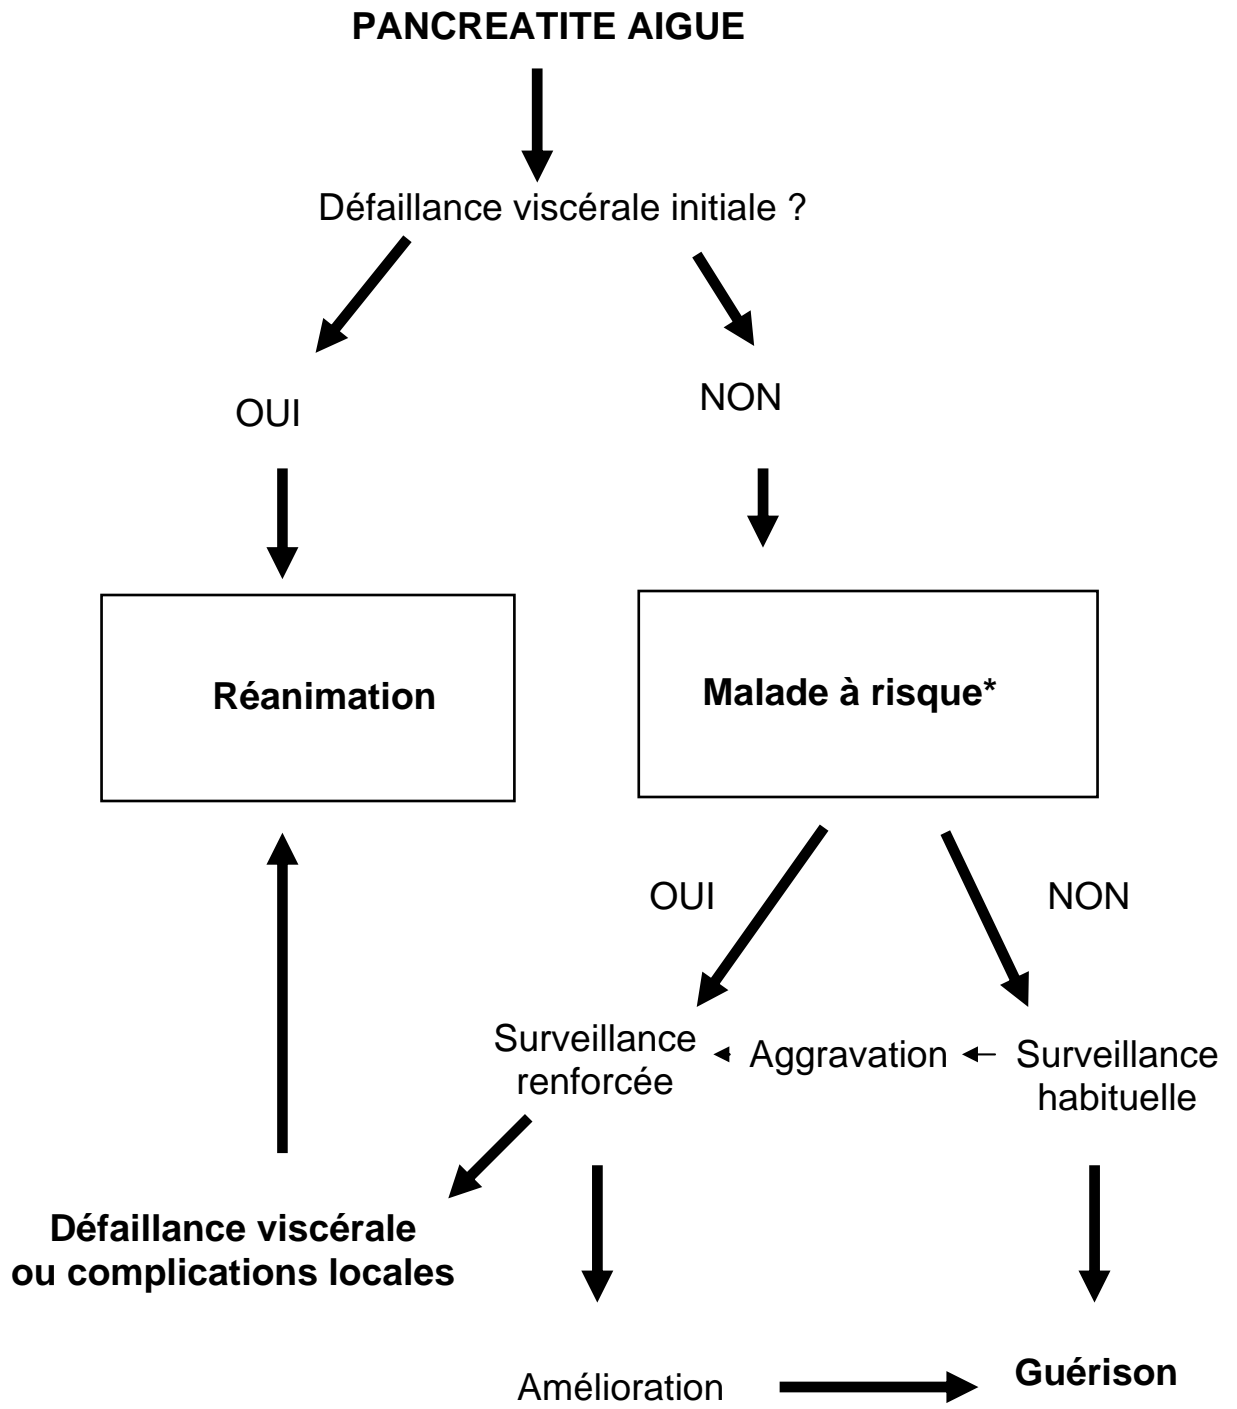 PANCREATITE AIGUE
Défaillance viscérale initiale ?
OUI
NON
Réanimation
Malade à risque*
OUI
NON
Surveillance
renforcée
Aggravation
Surveillance
habituelle
Défaillance viscérale
ou complications locales
Amélioration
Guérison